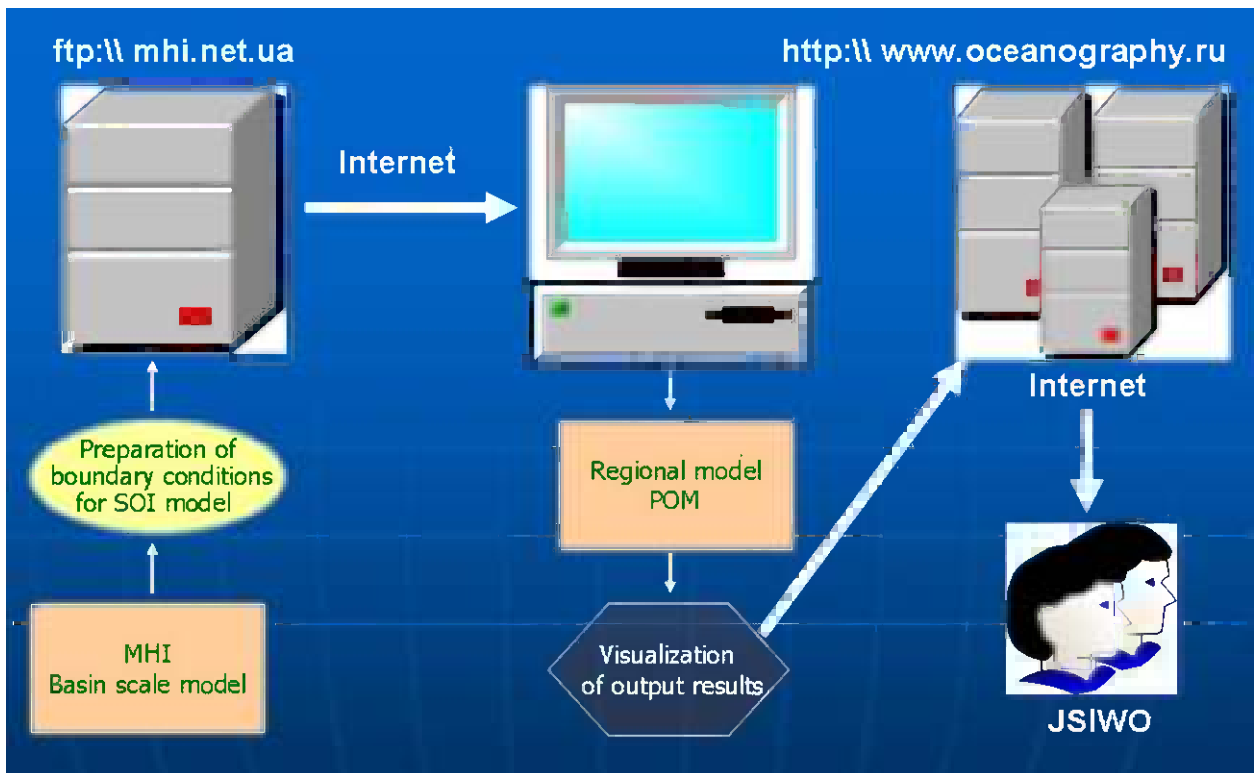 ftp:\\ mhi.net.ua
http:\\ www.oceanography.ru
Internet
Internet
Preparation of
boundary conditions
for SOI model
Regional model
POM
MHI
Basin scale model
Visualization
of output results
JSIWO